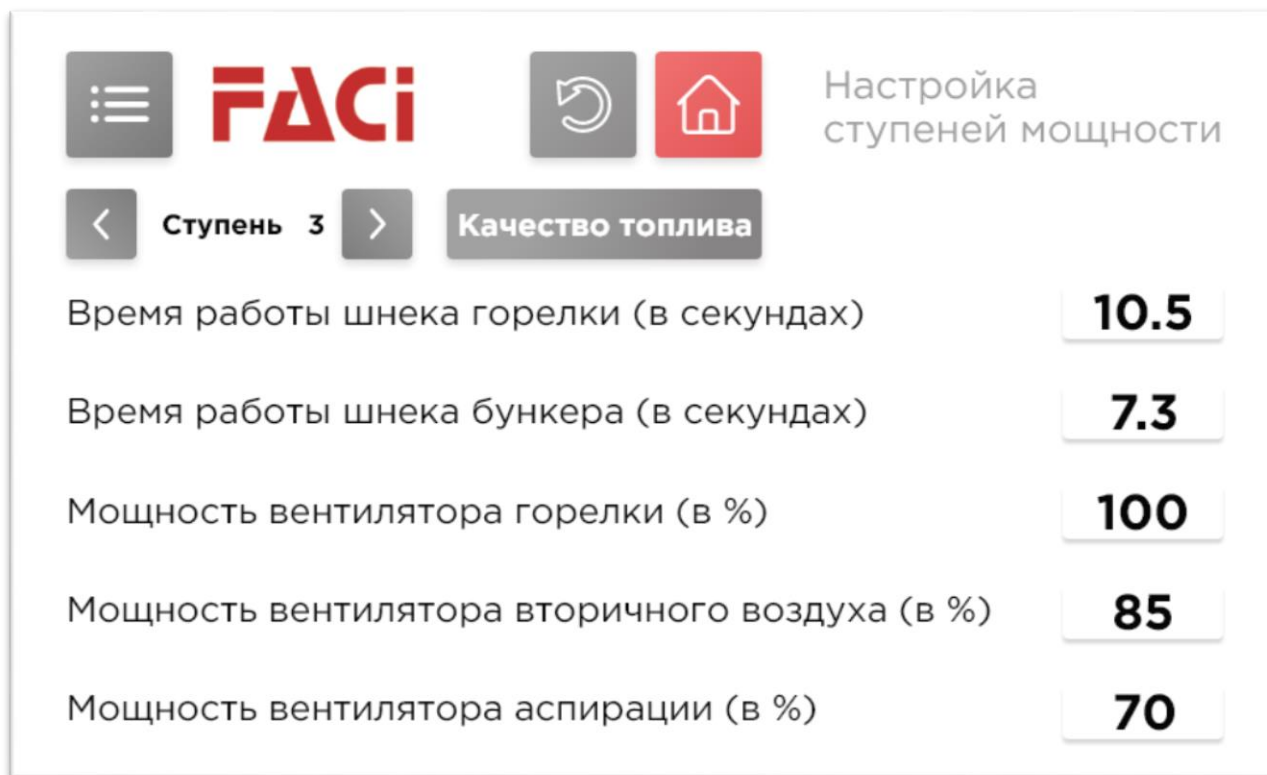 FACi
Настройка
ступеней мощности
Ступень 3
Качество топлива
Время работы шнека горелки (в секундах) 10.5
Время работы шнека бункера (в секундах) 7.3
Мощность вентилятора горелки (в %) 100
Мощность вентилятора вторичного воздуха (в %) 85
Мощность вентилятора аспирации (в %) 70